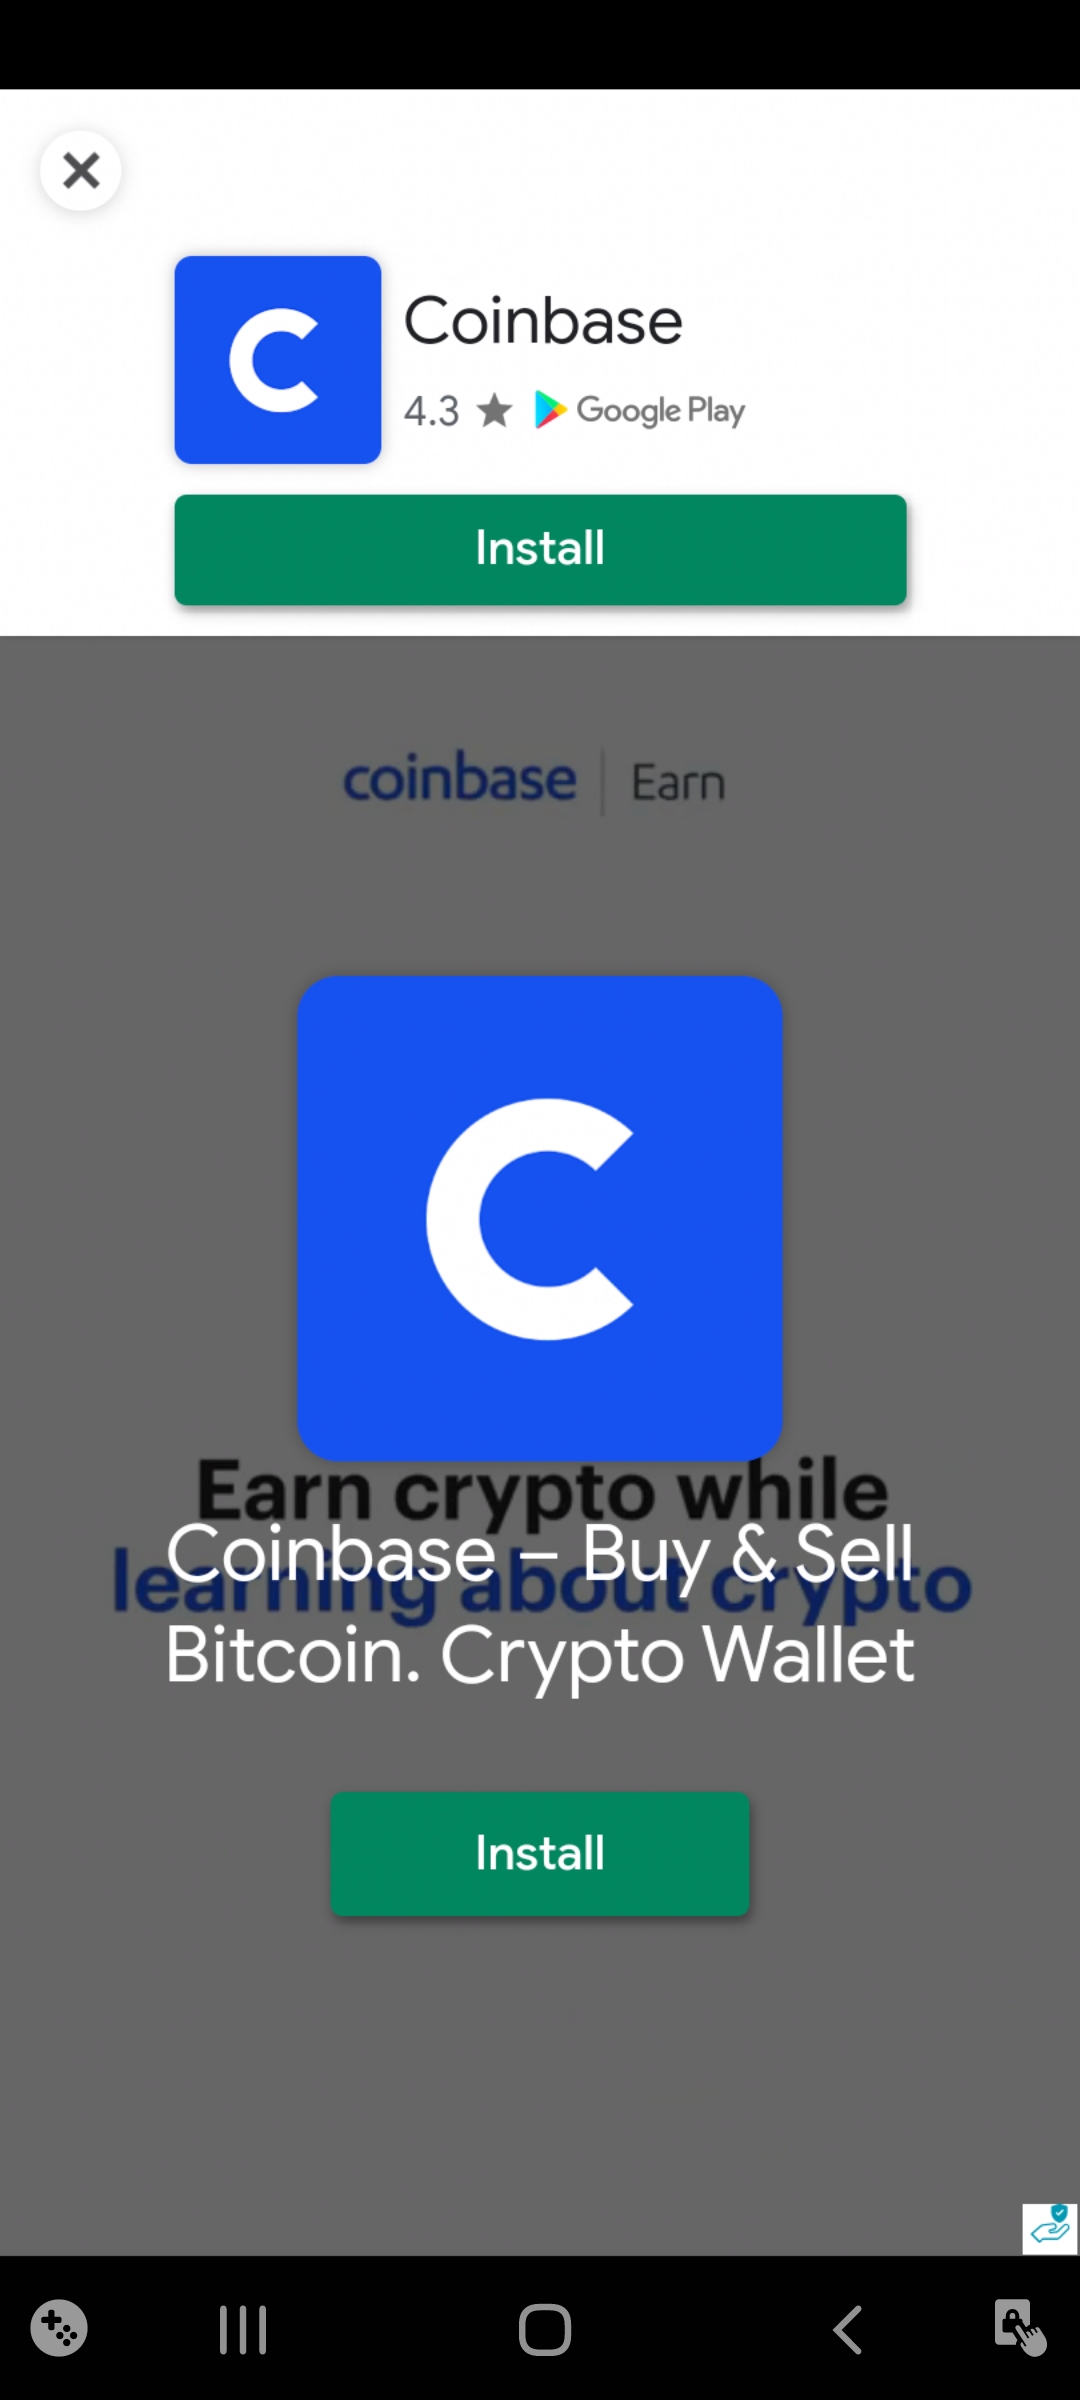 Coinbase
4.3 ★ Google Play
Install
coinbase | Earn
Earn crypto while
learning about crypto
Coinbase – Buy & Sell
Bitcoin. Crypto Wallet
Install